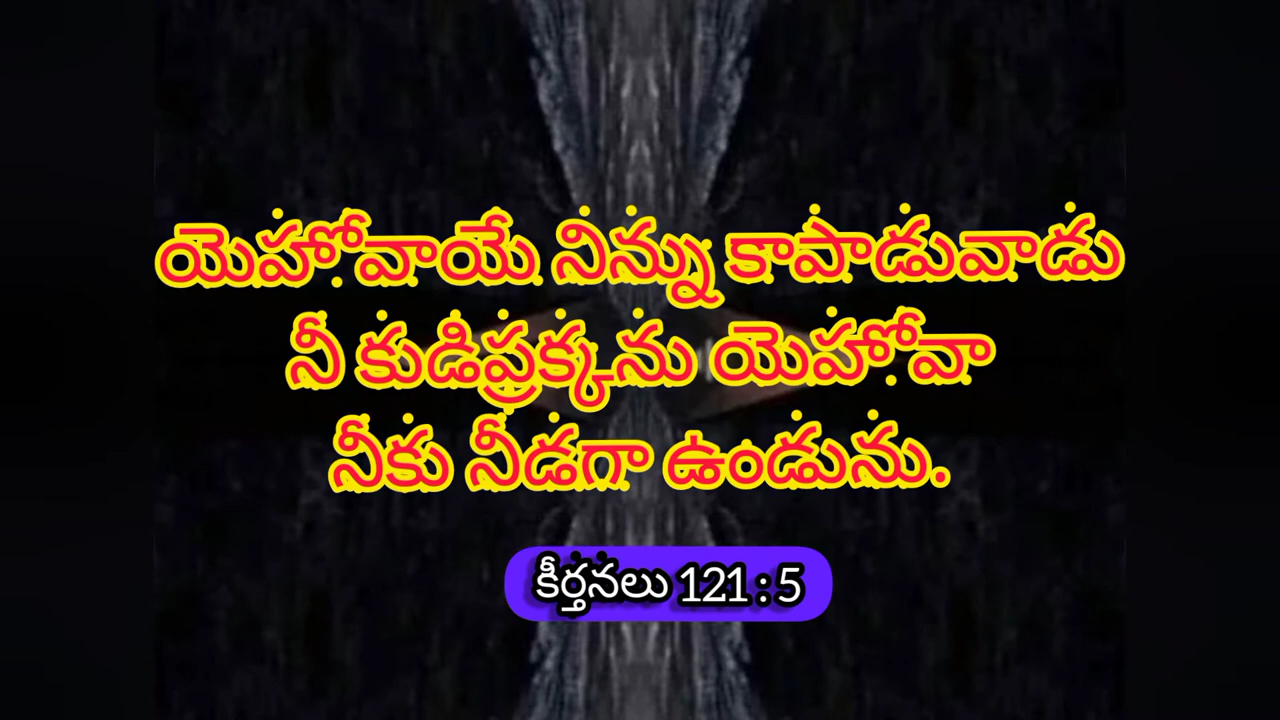 యెహోవాయే నిన్ను కాపాడువాడు
నీ కుడిప్రక్కను యెహోవా
నీకు నీడగా ఉండును.
కీర్తనలు 121 : 5